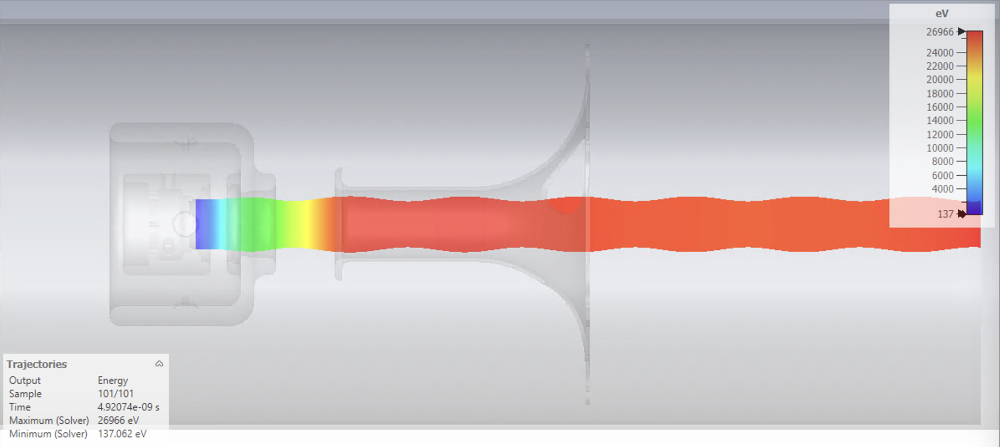 eV
26966
24000
22000
20000
18000
16000
14000
12000
10000
8000
6000
4000
137
Trajectories
Output Energy
Sample 101/101
Time 4.92074e-09 s
Maximum (Solver) 26966 eV
Minimum (Solver) 137.062 eV